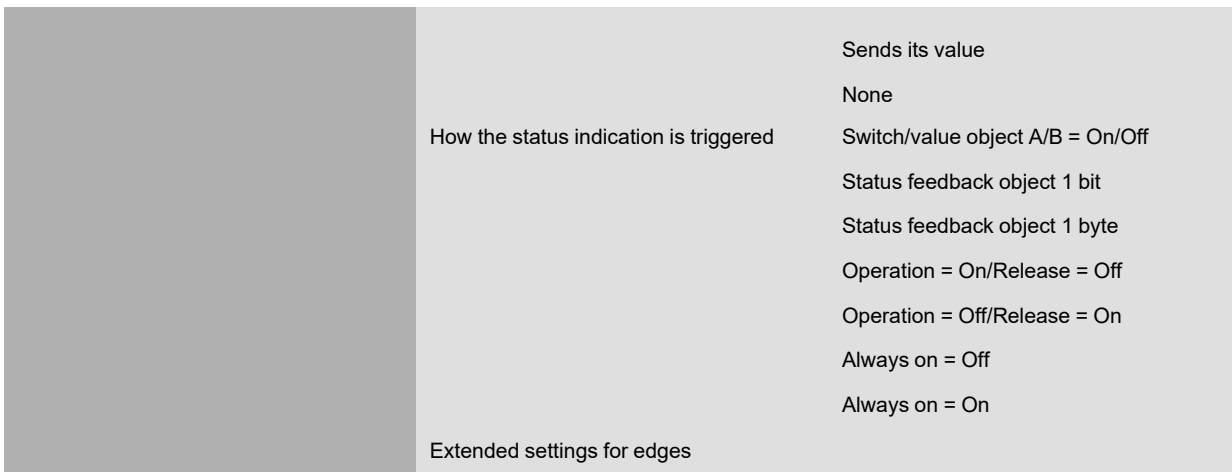 Sends its value
None
How the status indication is triggered Switch/value object A/B = On/Off
Status feedback object 1 bit
Status feedback object 1 byte
Operation = On/Release = Off
Operation = Off/Release = On
Always on = Off
Always on = On
Extended settings for edges